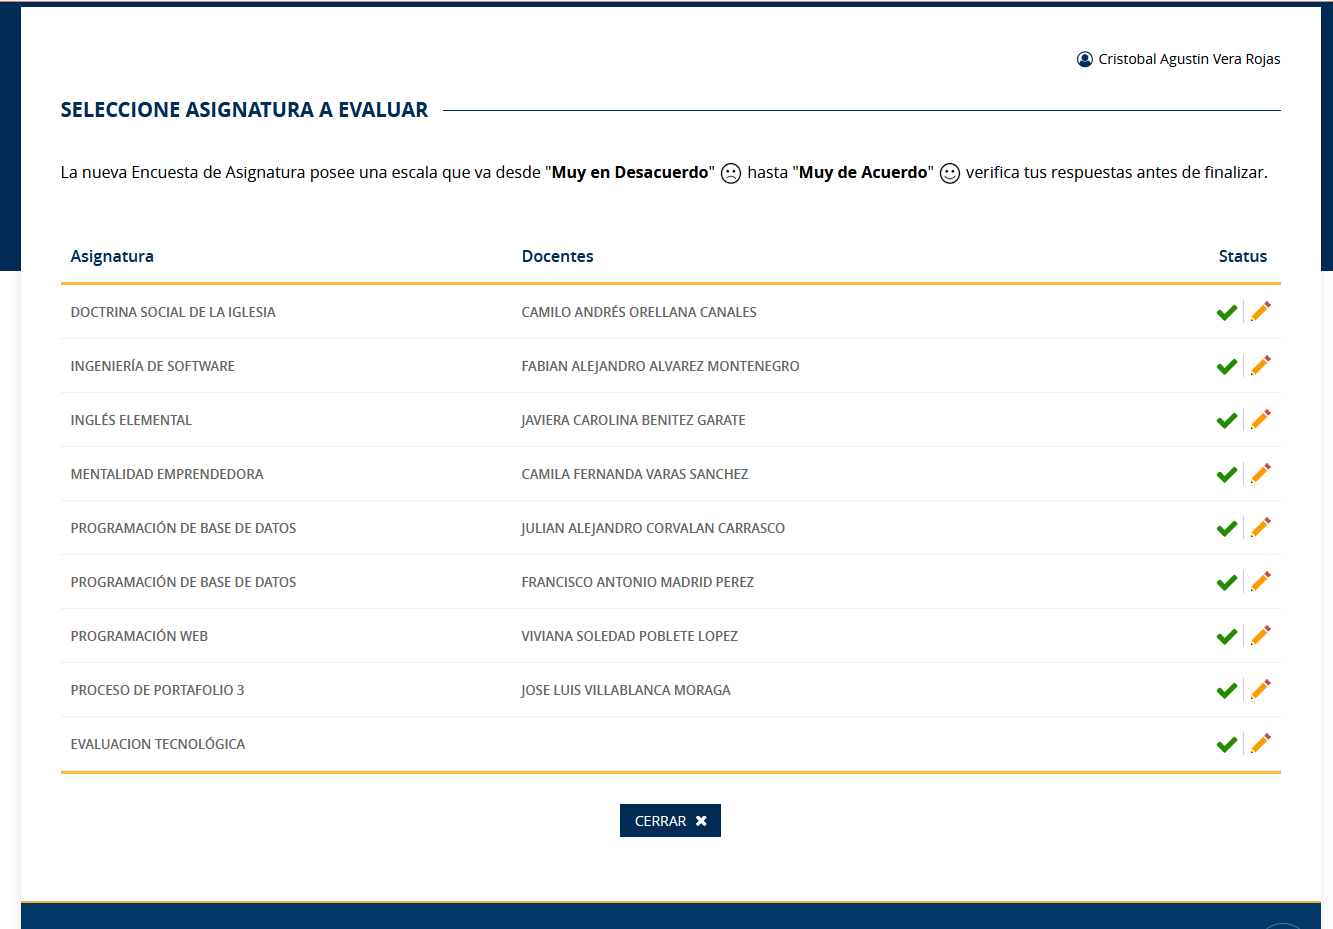 Cristobal Agustin Vera Rojas
SELECCIONE ASIGNATURA A EVALUAR
La nueva Encuesta de Asignatura posee una escala que va desde "Muy en Desacuerdo" hasta "Muy de Acuerdo" verifica tus respuestas antes de finalizar.
Asignatura Docentes Status
DOCTRINA SOCIAL DE LA IGLESIA CAMILO ANDRÉS ORELLANA CANALES
INGENIERÍA DE SOFTWARE FABIAN ALEJANDRO ALVAREZ MONTENEGRO
INGLÉS ELEMENTAL JAVIERA CAROLINA BENITEZ GARATE
MENTALIDAD EMPRENDEDORA CAMILA FERNANDA VARAS SANCHEZ
PROGRAMACIÓN DE BASE DE DATOS JULIAN ALEJANDRO CORVALAN CARRASCO
PROGRAMACIÓN DE BASE DE DATOS FRANCISCO ANTONIO MADRID PEREZ
PROGRAMACIÓN WEB VIVIANA SOLEDAD POBLETE LOPEZ
PROCESO DE PORTAFOLIO 3 JOSE LUIS VILLABLANCA MORAGA
EVALUACION TECNOLÓGICA
CERRAR